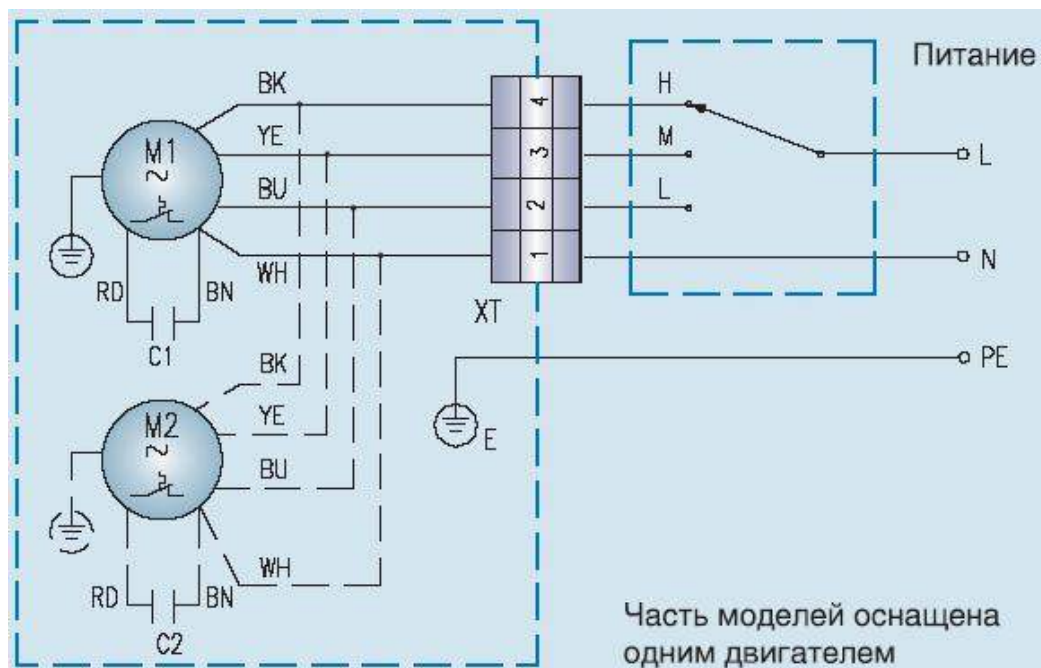 Питание
BK
H
4
YE
M1
M
3
L
BU
L
2
WH
1
N
RD
BN
XT
C1
PE
BK
M2
YE
E
BU
WH
RD
BN
C2
Часть моделей оснащена
одним двигателем